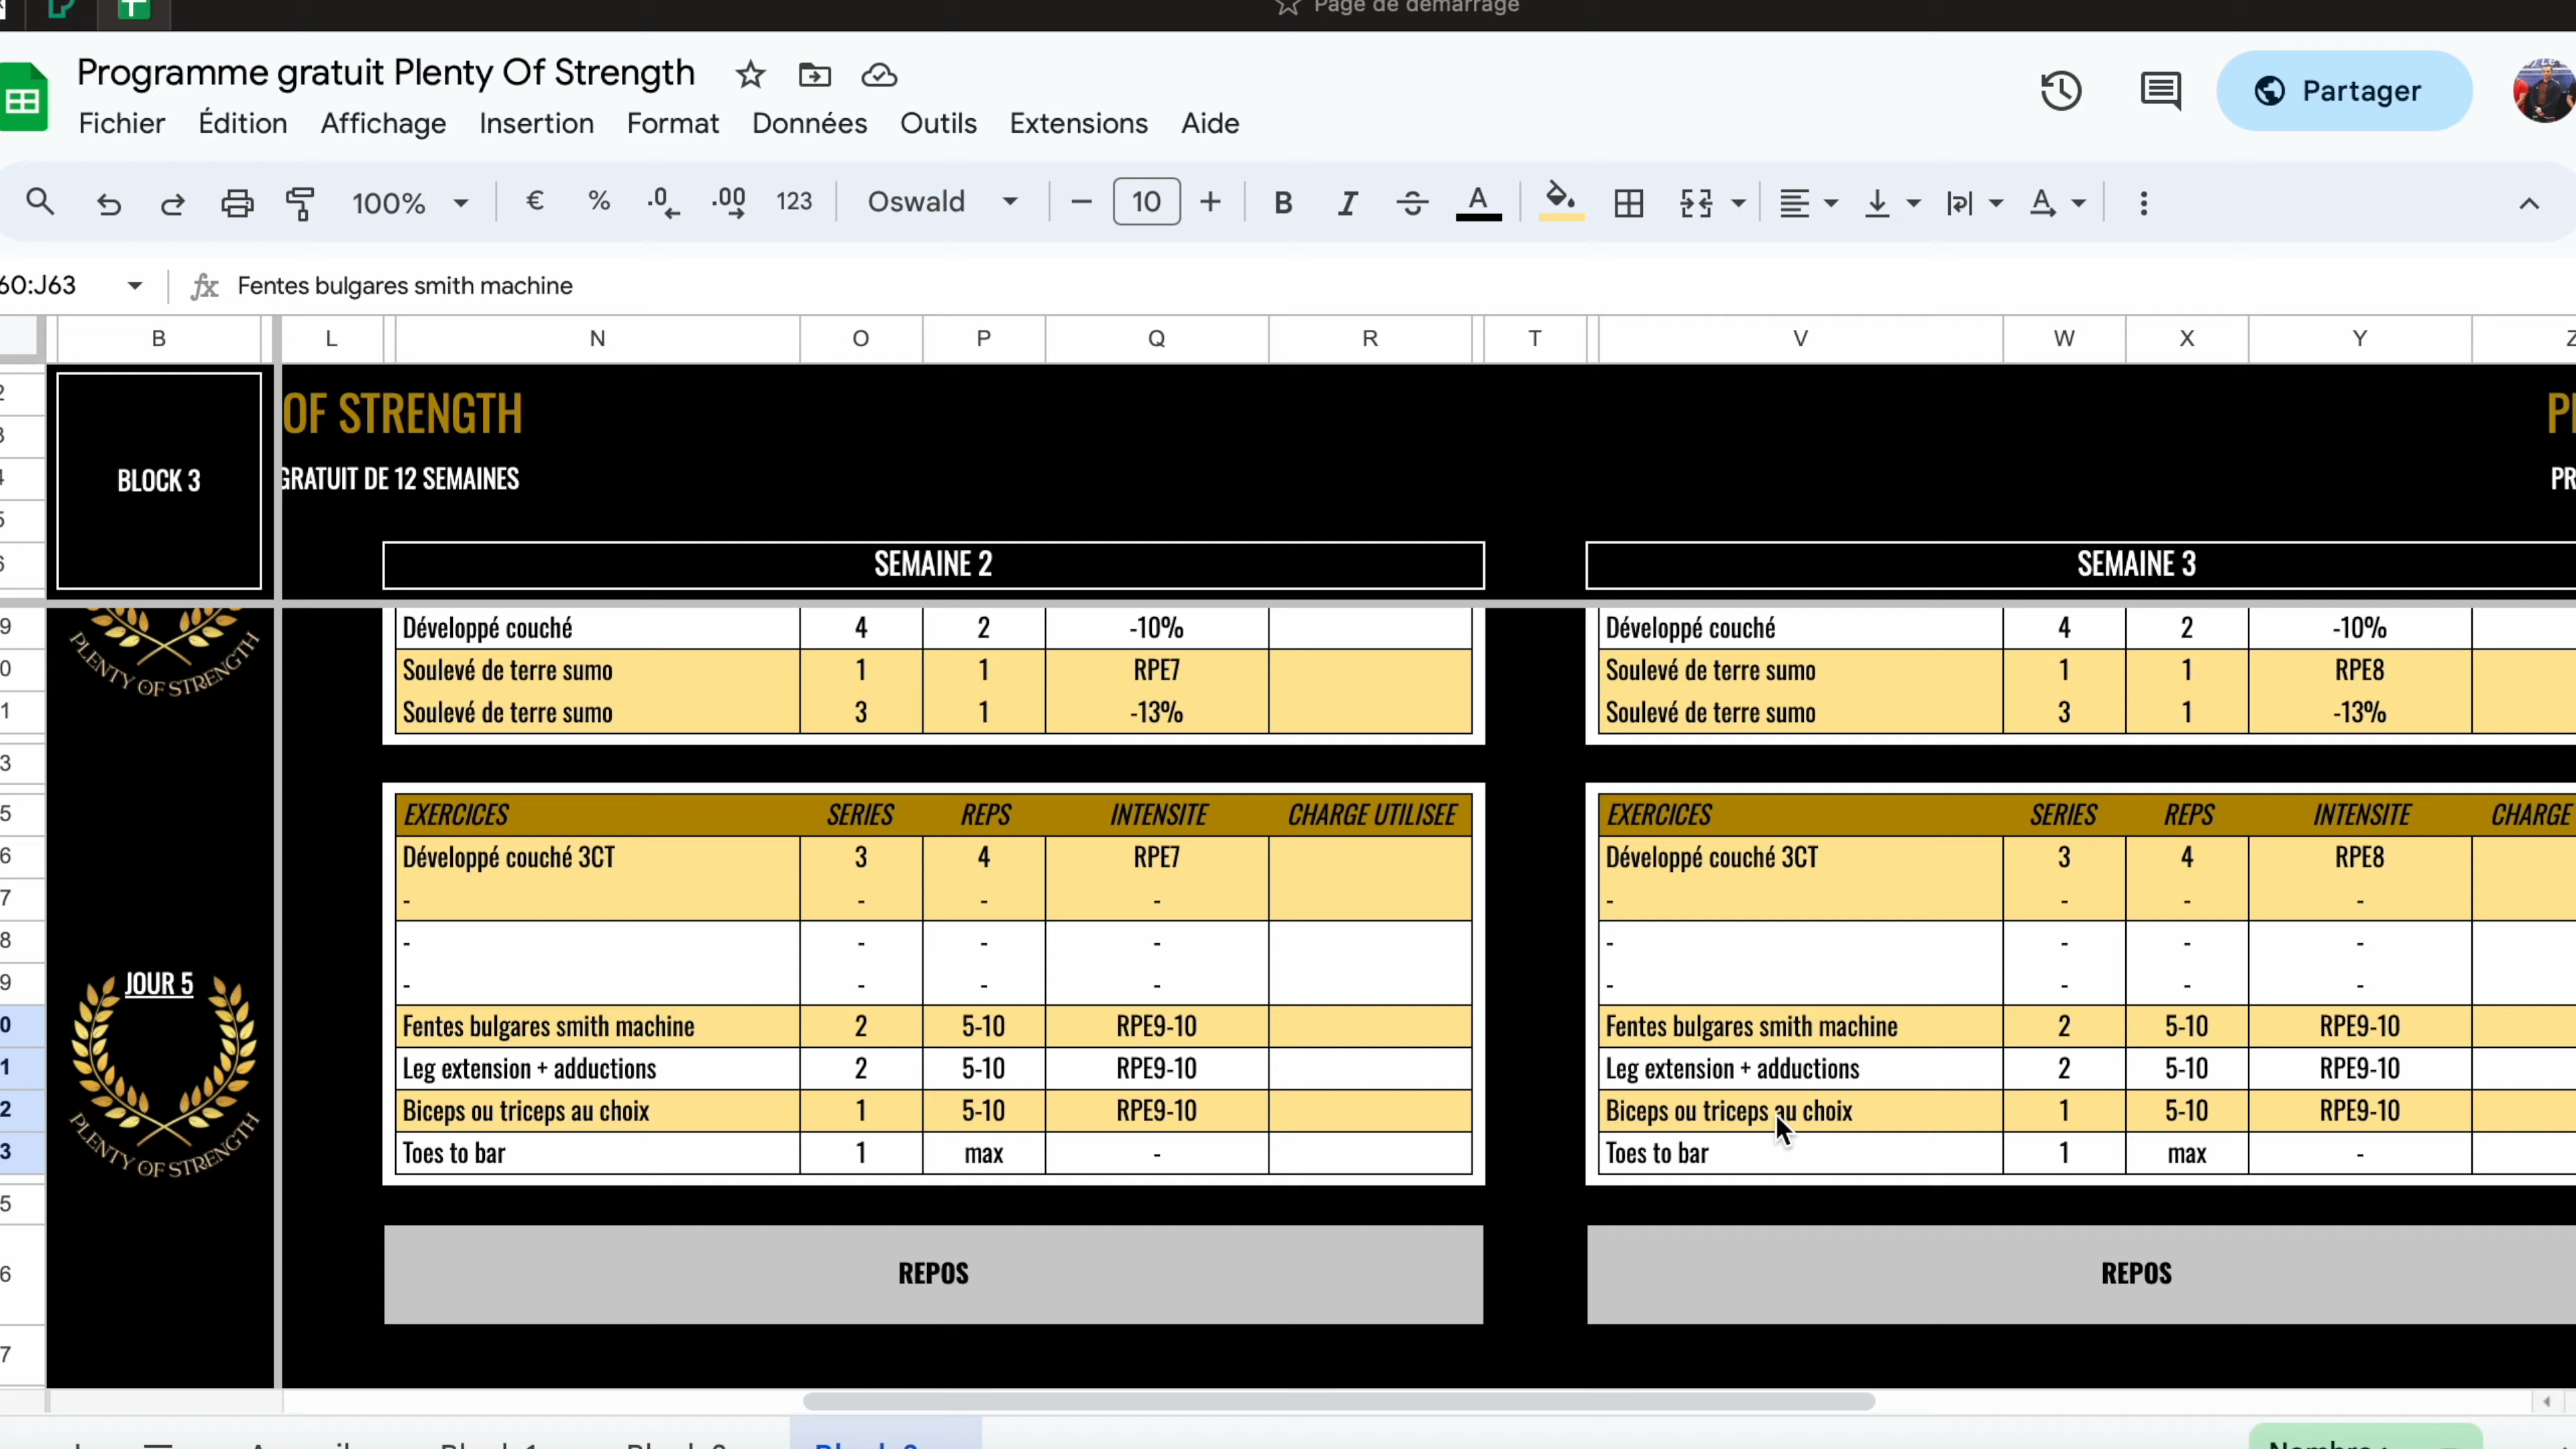 Page de démarrage
Programme gratuit Plenty Of Strength
Fichier Édition Affichage Insertion Format Données Outils Extensions Aide
Partager
100% € % .0 .00 123 Oswald 10 B I S A
60:J63 fx Fentes bulgares smith machine
B L N O P Q R T V W X Y Z
BLOCK 3
OF STRENGTH
GRATUIT DE 12 SEMAINES
SEMAINE 2 SEMAINE 3
Développé couché 4 2 -10% Développé couché 4 2 -10%
Soulevé de terre sumo 1 1 RPE7 Soulevé de terre sumo 1 1 RPE8
Soulevé de terre sumo 3 1 -13% Soulevé de terre sumo 3 1 -13%
PLENTY OF STRENGTH
EXERCICES SERIES REPS INTENSITE CHARGE UTILISEE EXERCICES SERIES REPS INTENSITE CHARGE
Développé couché 3CT 3 4 RPE7 Développé couché 3CT 3 4 RPE8
- - - - - - - -
- - - - - - - -
- - - - - - - -
JOUR 5
Fentes bulgares smith machine 2 5-10 RPE9-10 Fentes bulgares smith machine 2 5-10 RPE9-10
Leg extension + adductions 2 5-10 RPE9-10 Leg extension + adductions 2 5-10 RPE9-10
Biceps ou triceps au choix 1 5-10 RPE9-10 Biceps ou triceps au choix 1 5-10 RPE9-10
Toes to bar 1 max - Toes to bar 1 max -
PLENTY OF STRENGTH
REPOS REPOS